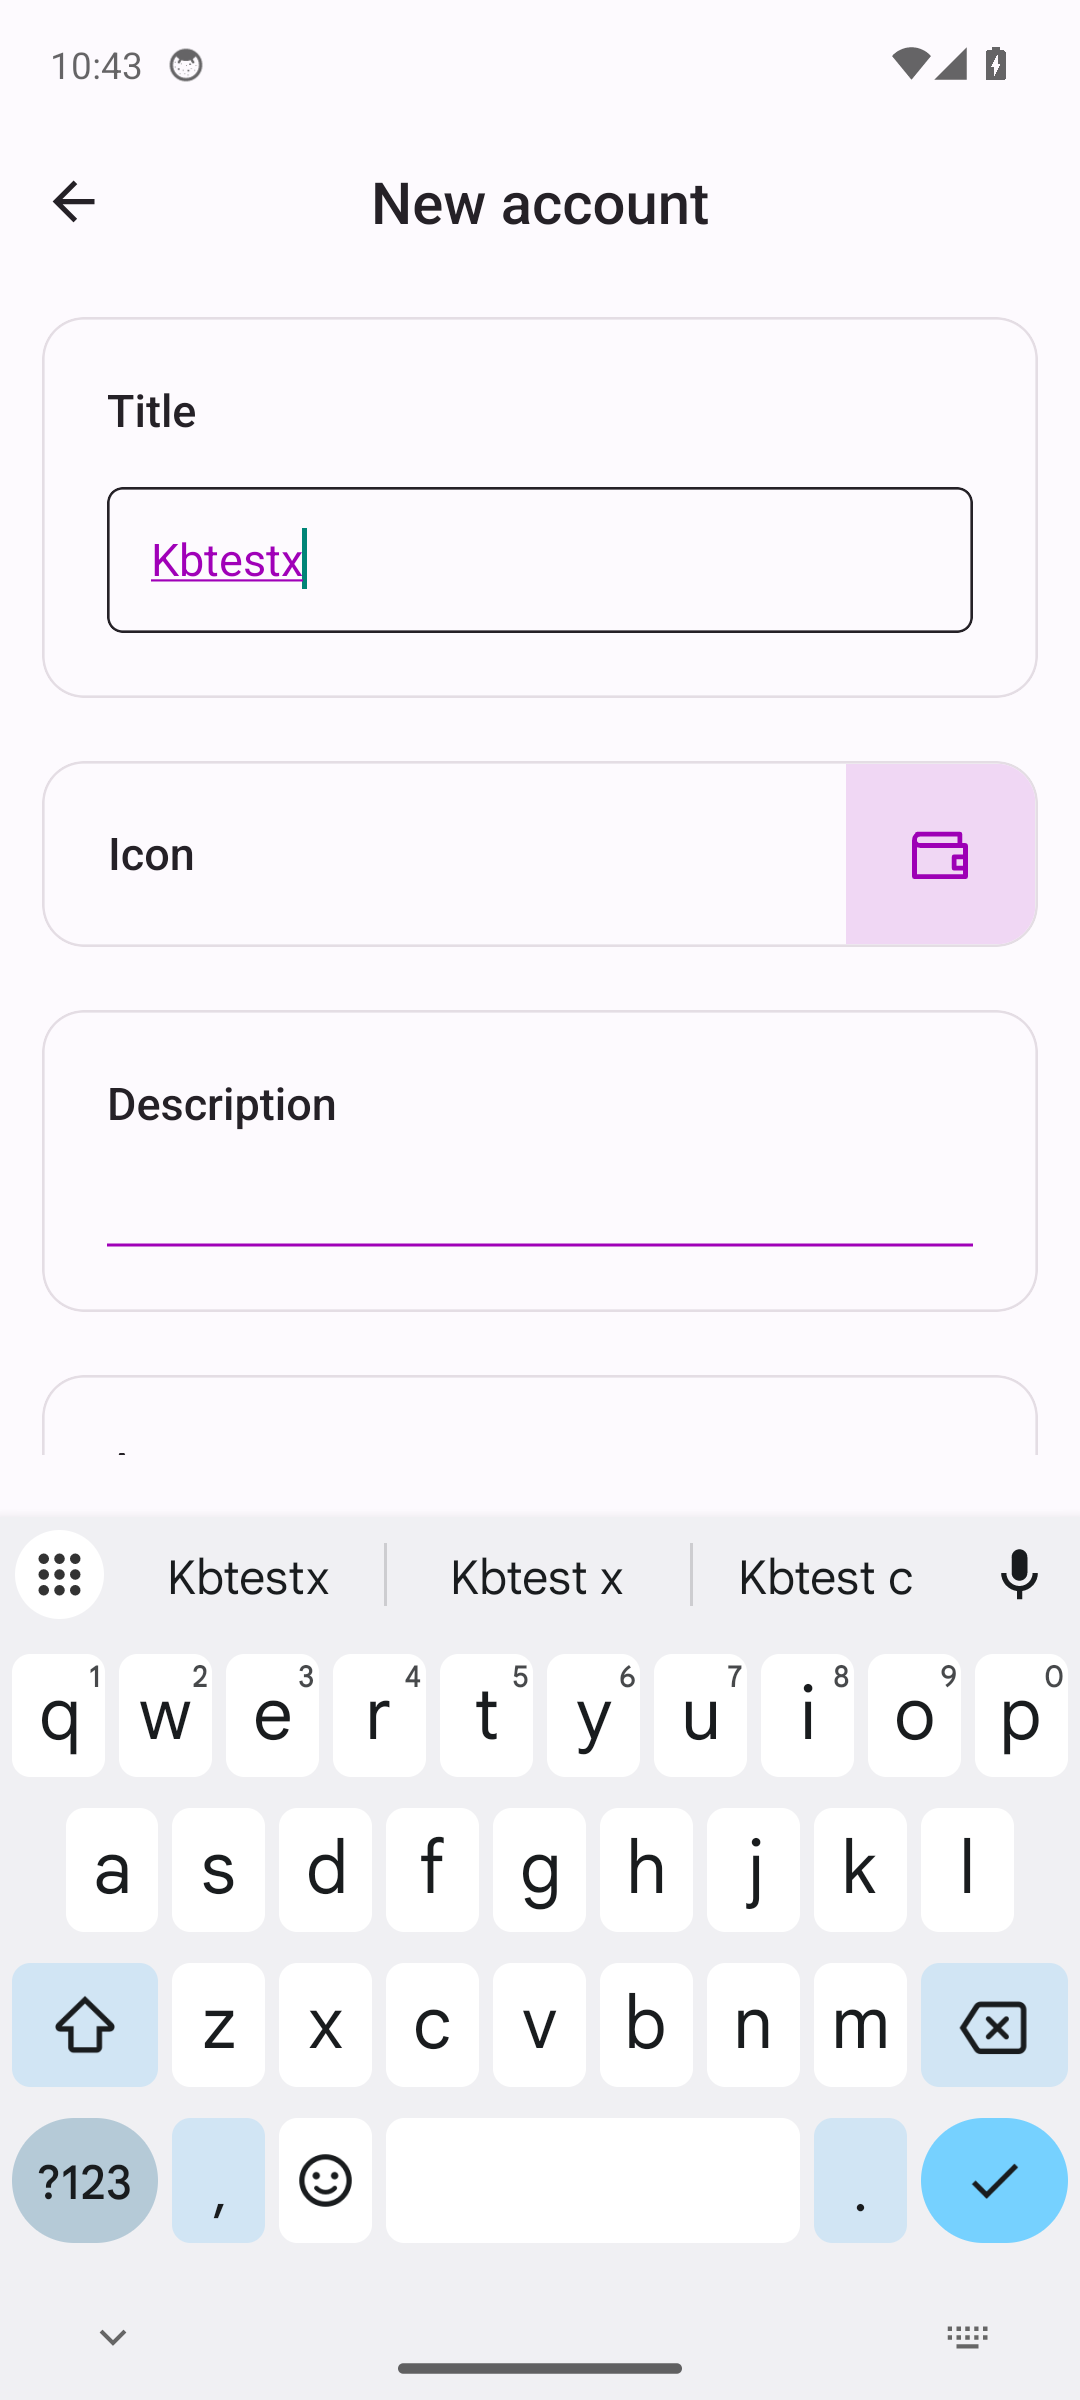 10:43
New account
Title
Kbtestx
Icon
Description
Kbtestx Kbtest x Kbtest c
q 1 w 2 e 3 r 4 t 5 y 6 u 7 i 8 o 9 p 0
a s d f g h j k l
z x c v b n m
?123 , .